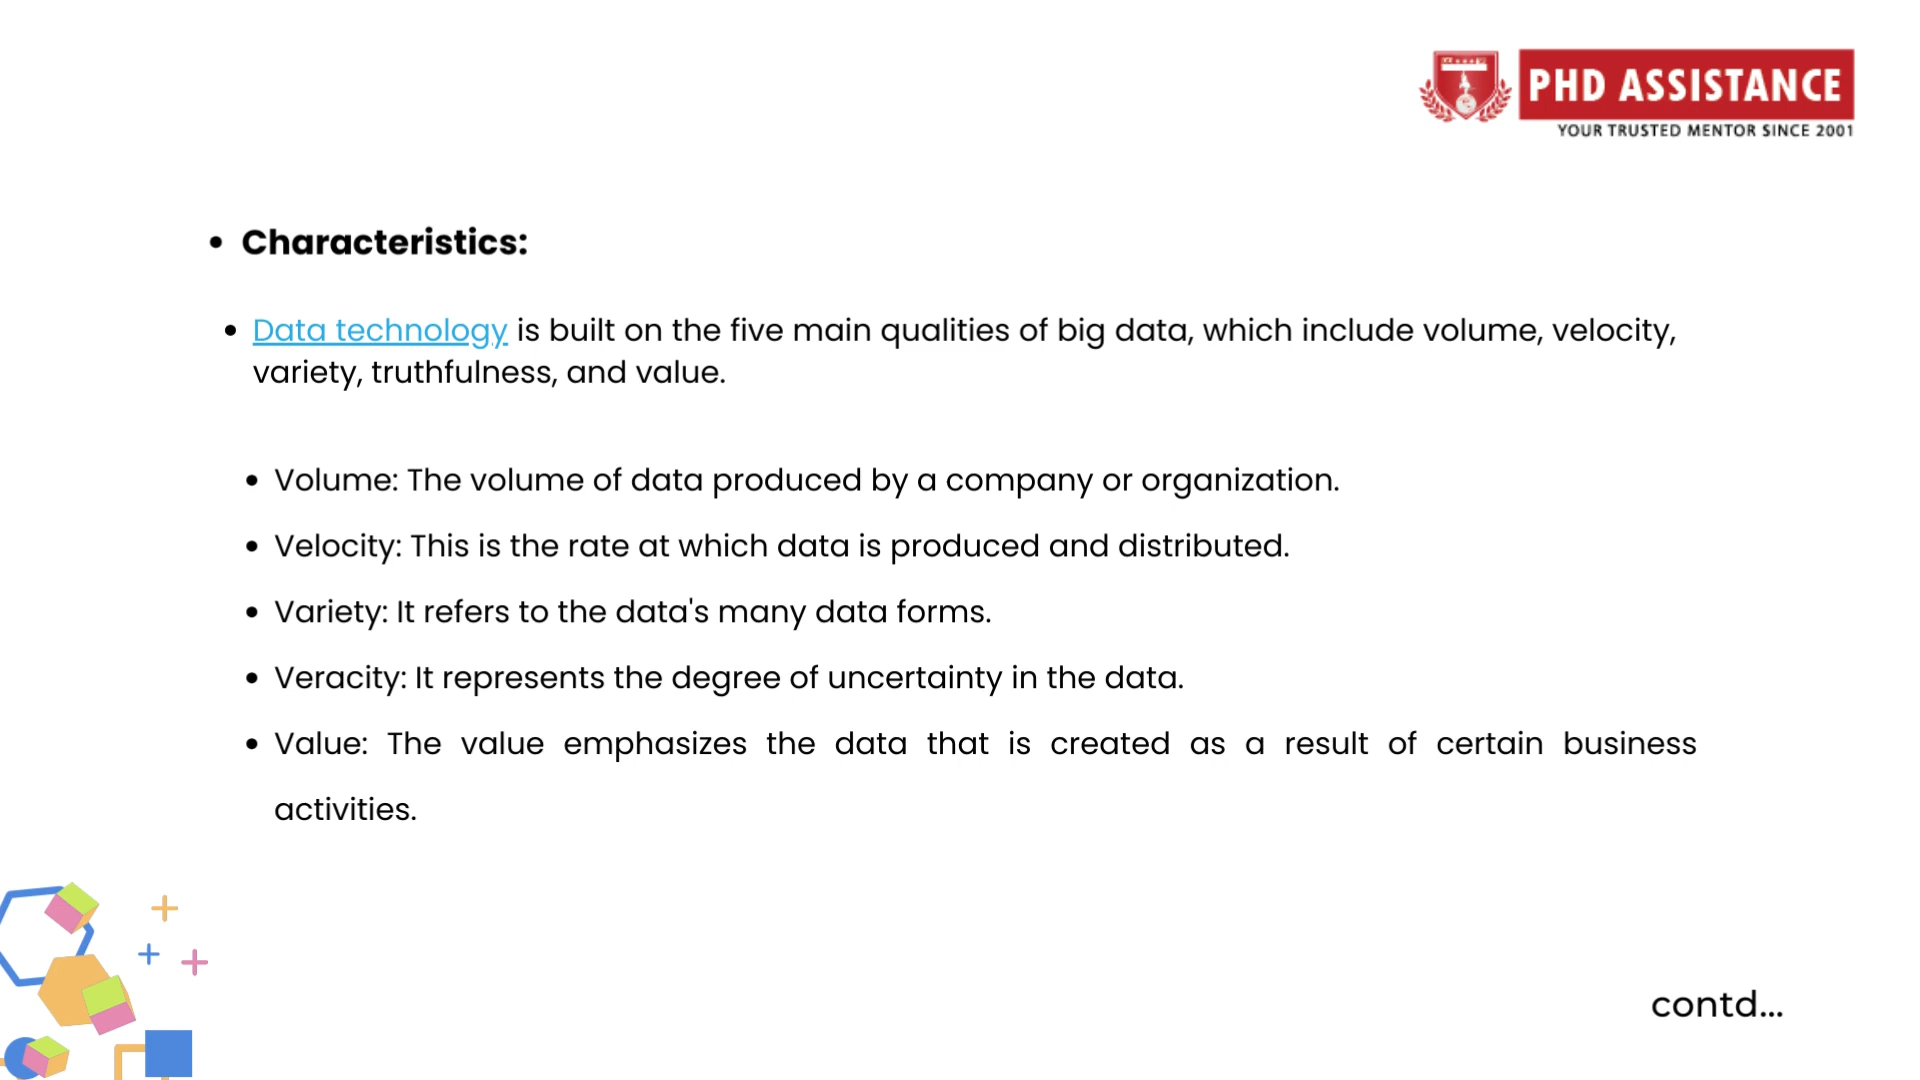 PHD ASSISTANCE
YOUR TRUSTED MENTOR SINCE 2001
• Characteristics:
• Data technology is built on the five main qualities of big data, which include volume, velocity,
variety, truthfulness, and value.
• Volume: The volume of data produced by a company or organization.
• Velocity: This is the rate at which data is produced and distributed.
• Variety: It refers to the data's many data forms.
• Veracity: It represents the degree of uncertainty in the data.
• Value: The value emphasizes the data that is created as a result of certain business
activities.
contd...